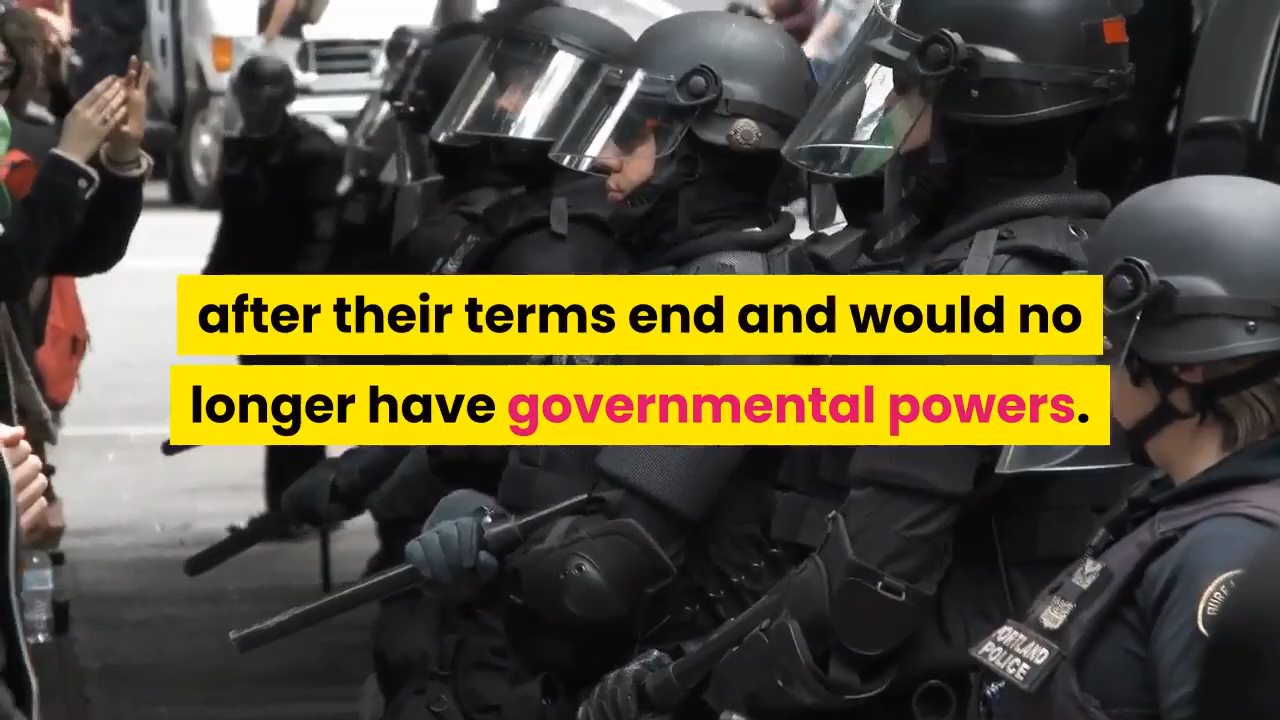 after their terms end and would no
longer have governmental powers.
PORTLAND
POLICE